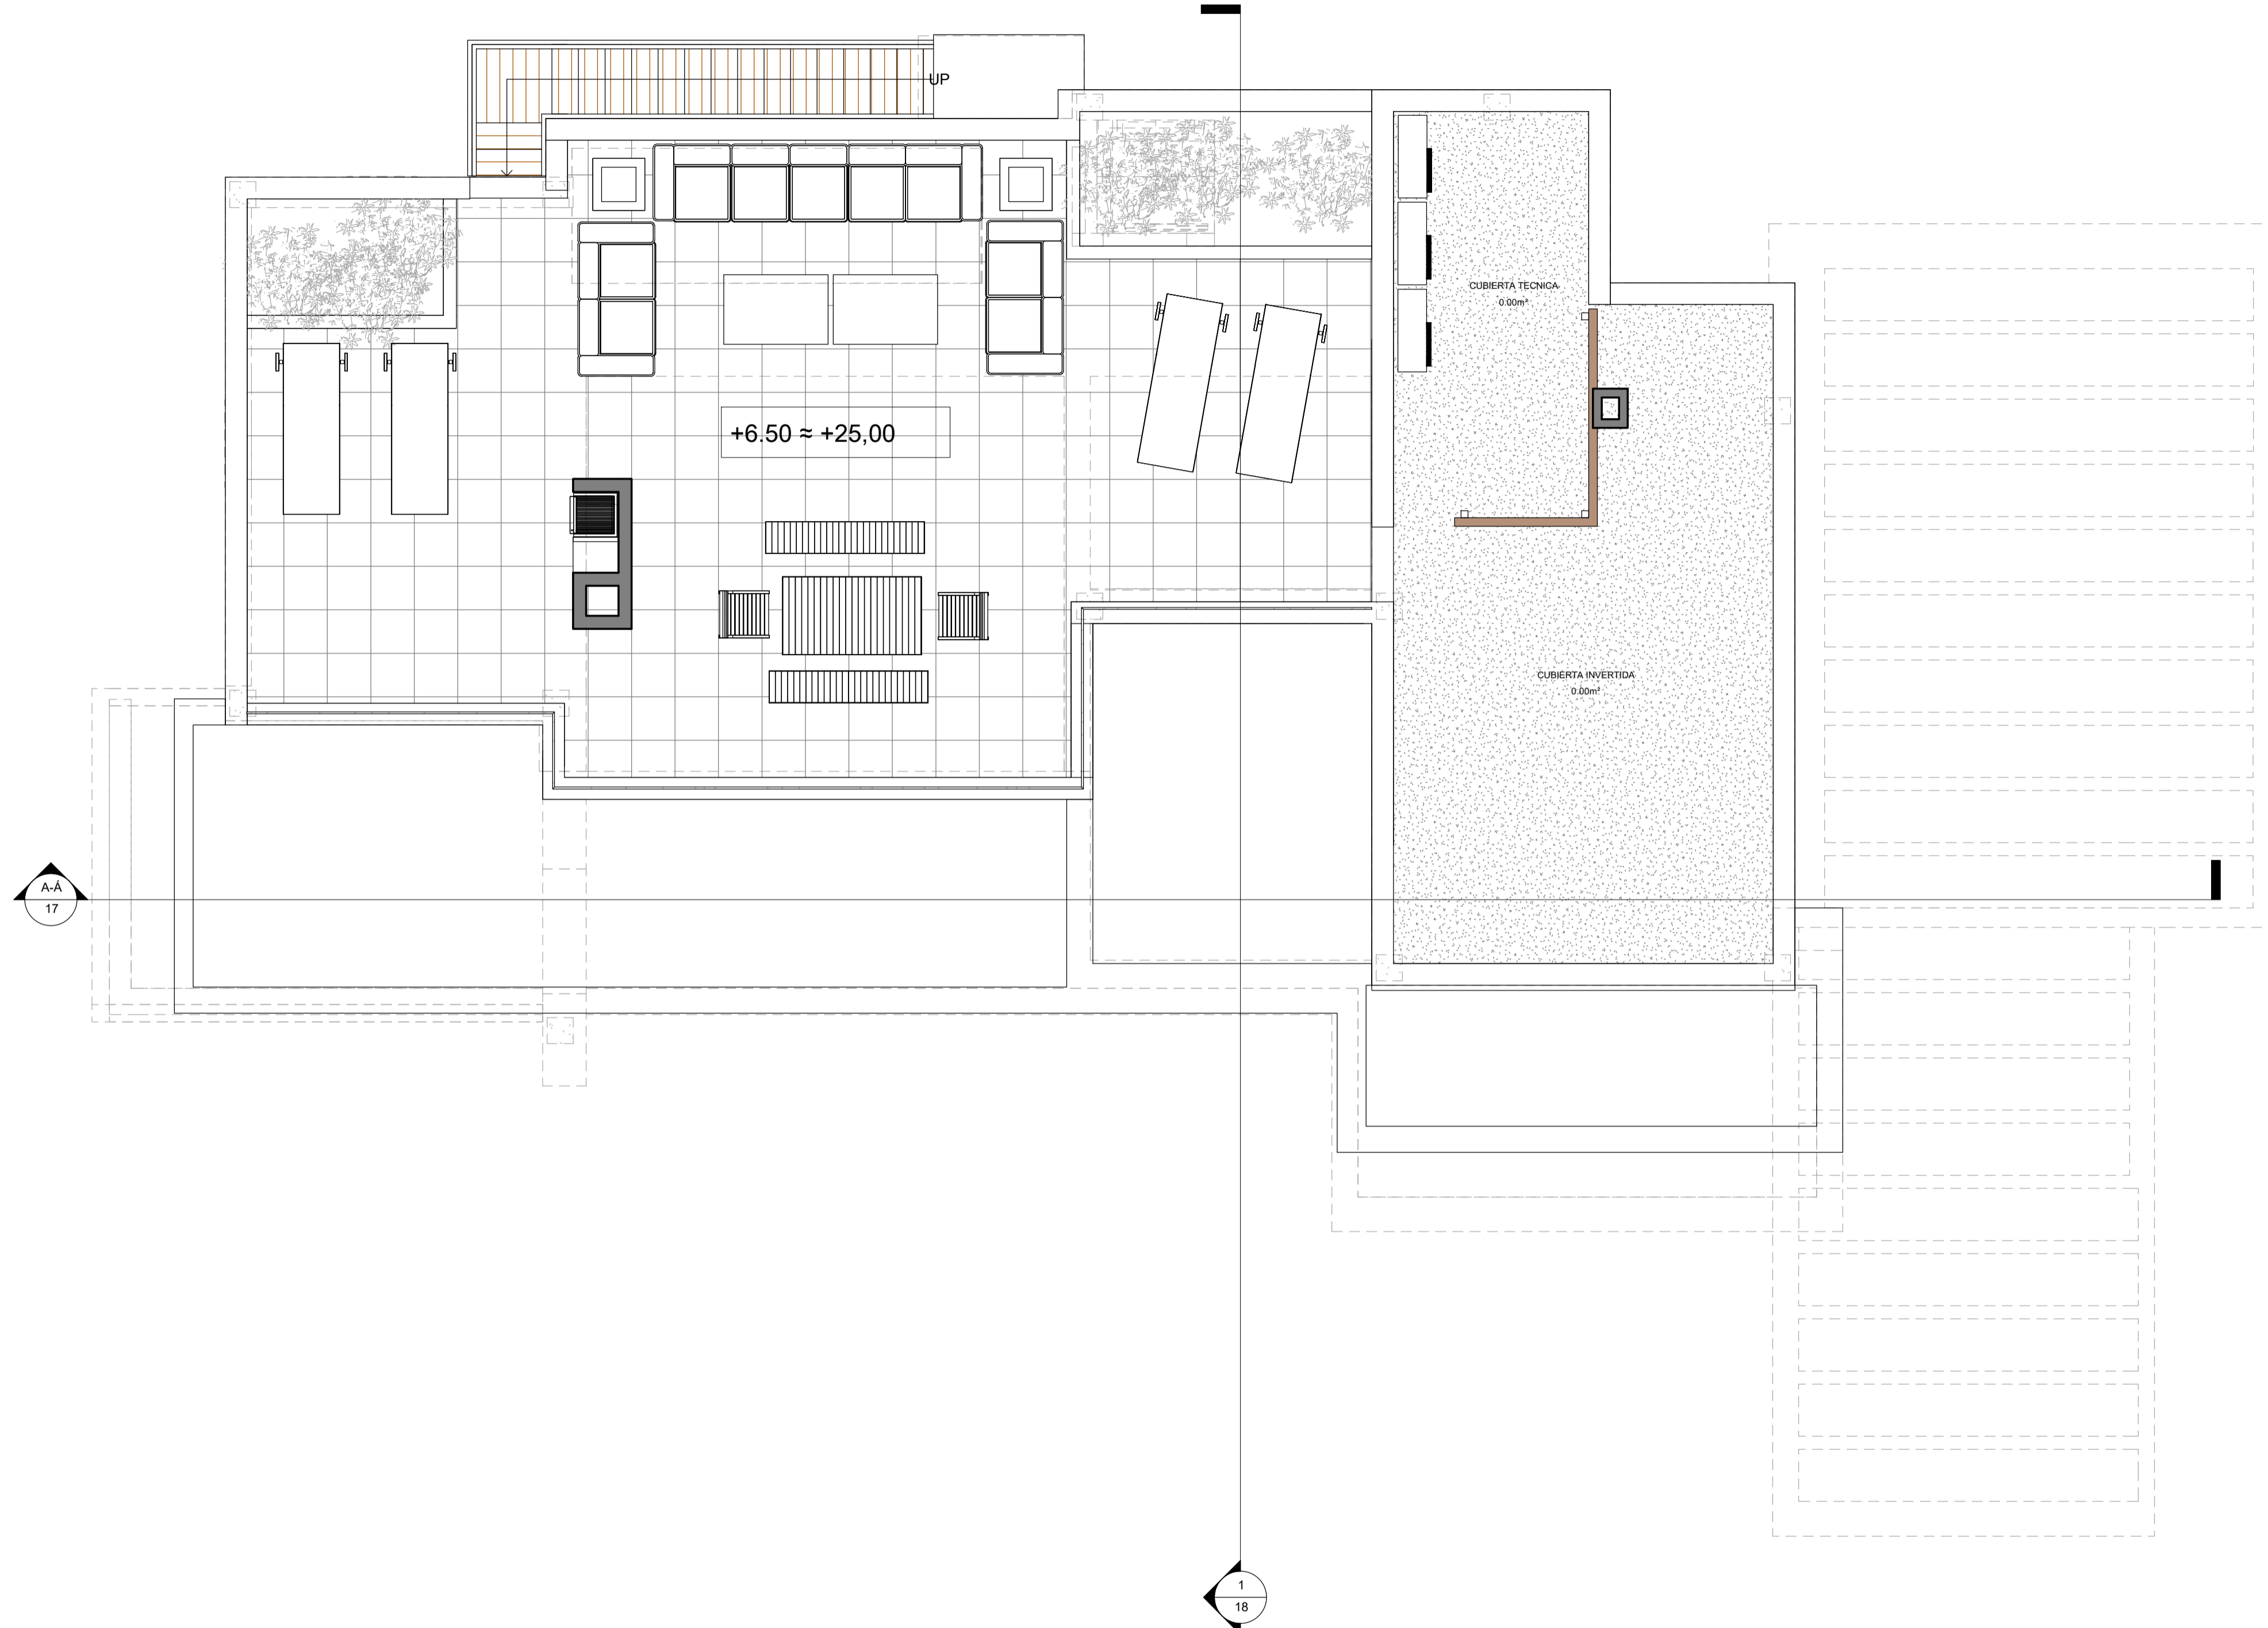 UP
CUBIERTA TECNICA
0.00m²
+6.50 ≈ +25,00
CUBIERTA INVERTIDA
0.00m²
A-Á
17
1
18